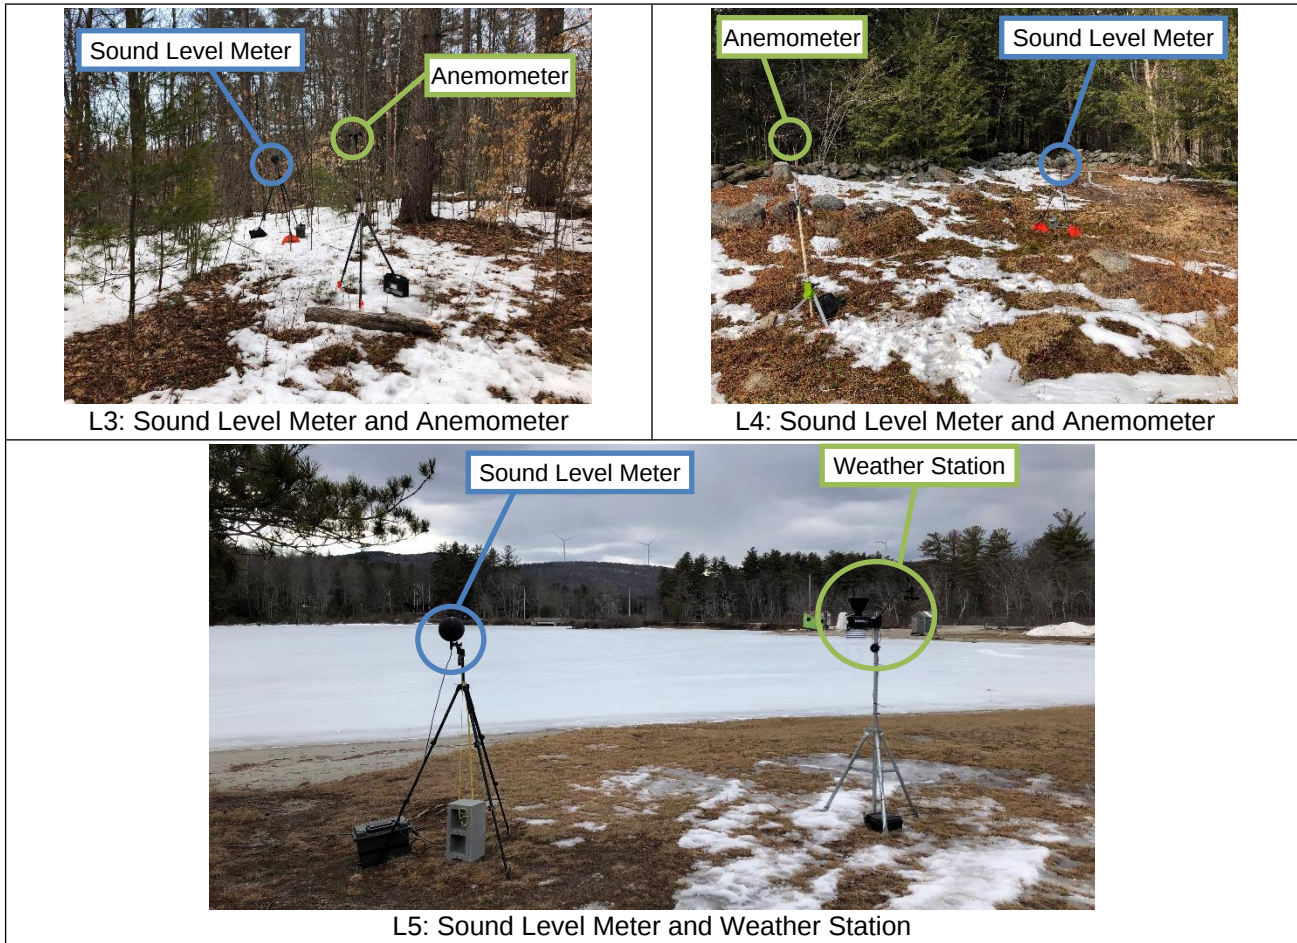 Sound Level Meter
Anemometer
Anemometer
Sound Level Meter
L3: Sound Level Meter and Anemometer
L4: Sound Level Meter and Anemometer
Sound Level Meter
Weather Station
L5: Sound Level Meter and Weather Station